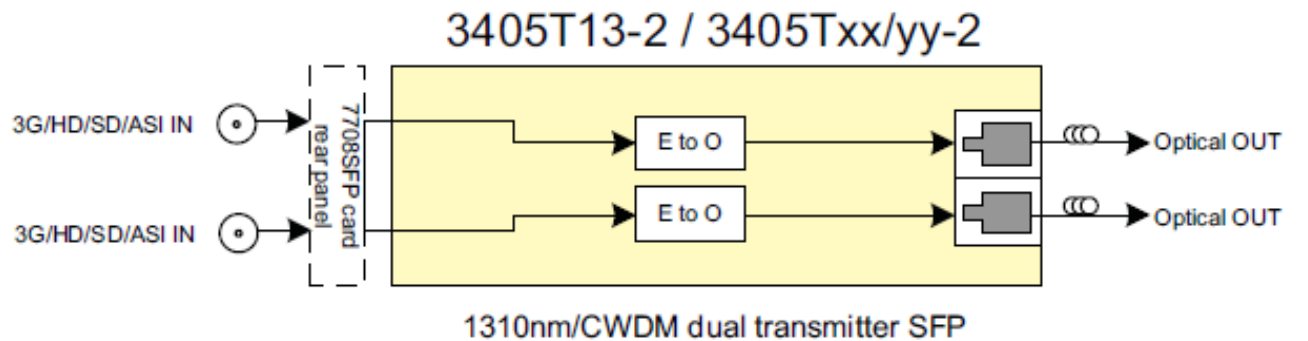 3405T13-2 / 3405Txx/yy-2
3G/HD/SD/ASI IN
7708SFP card
rear panel
E to O
Optical OUT
3G/HD/SD/ASI IN
E to O
Optical OUT
1310nm/CWDM dual transmitter SFP